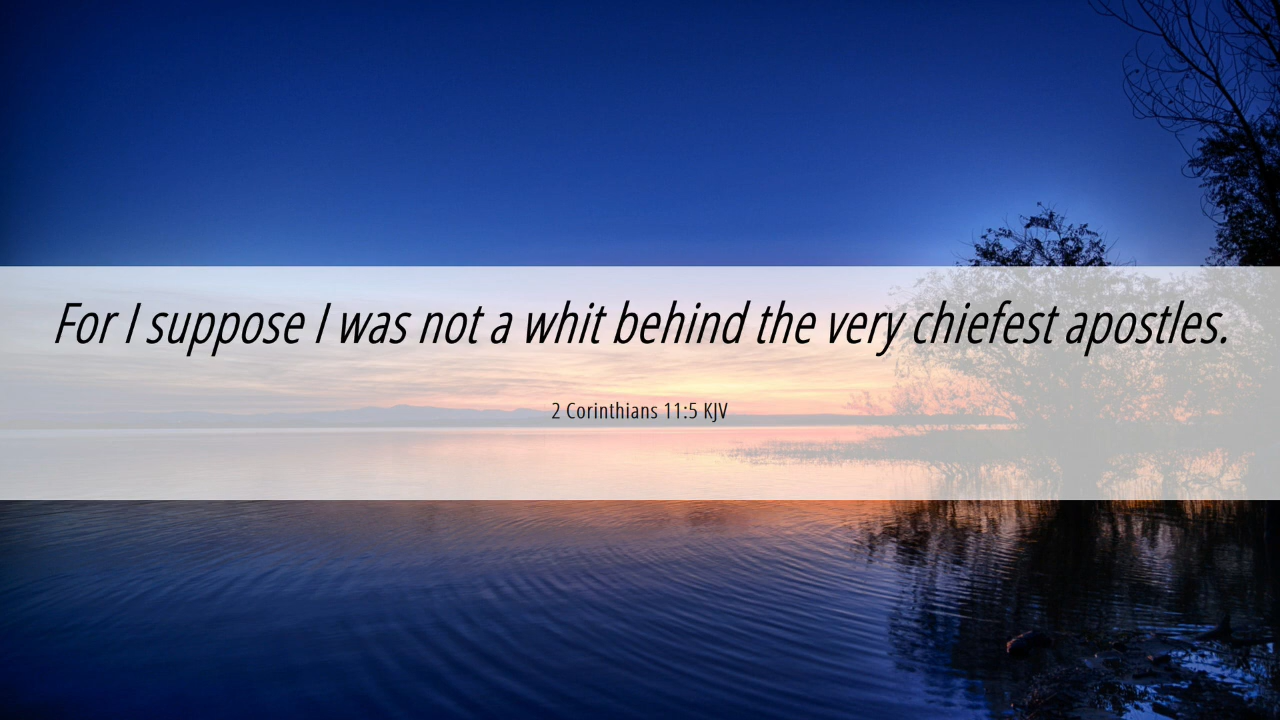 For I suppose I was not a whit behind the very chiefest apostles.
2 Corinthians 11:5 KJV